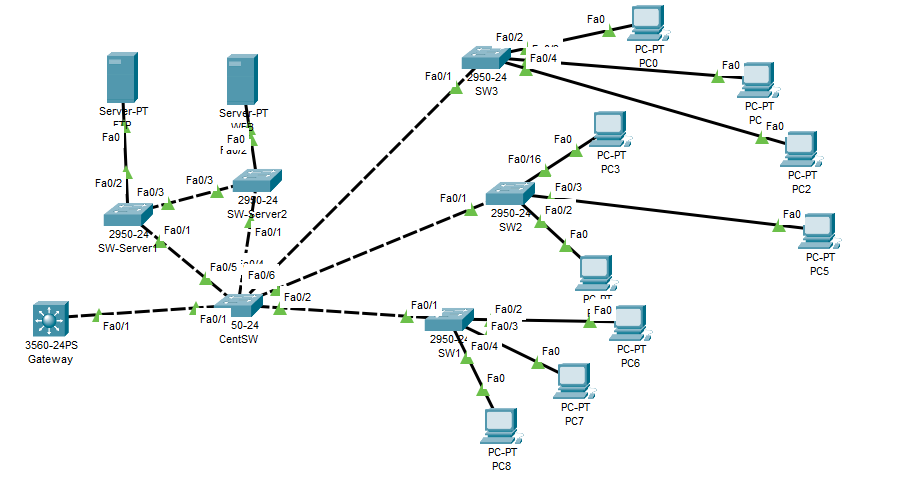 Fa0/2
Fa0
PC-PT
PC0
Fa0/4
Fa0/1
2950-24
SW3
Fa0
PC-PT
Fa0
PC-PT
PC2
Server-PT
Fa0
Server-PT
Fa0
Fa0/2
Fa0/3
Fa0/3
2950-24
SW-Server1
Fa0/1
2950-24
SW-Server2
Fa0/1
Fa0
PC-PT
PC3
Fa0/16
Fa0/1
Fa0/3
2950-24
SW2
Fa0/2
Fa0
Fa0
PC-PT
PC5
Fa0/5
Fa0/6
Fa0/2
Fa0/1
50-24
CentSW
Fa0/1
3560-24PS
Gateway
Fa0/1
Fa0/2
Fa0/3
SW1
Fa0/4
Fa0
PC-PT
PC6
Fa0
PC-PT
PC7
Fa0
PC-PT
PC8